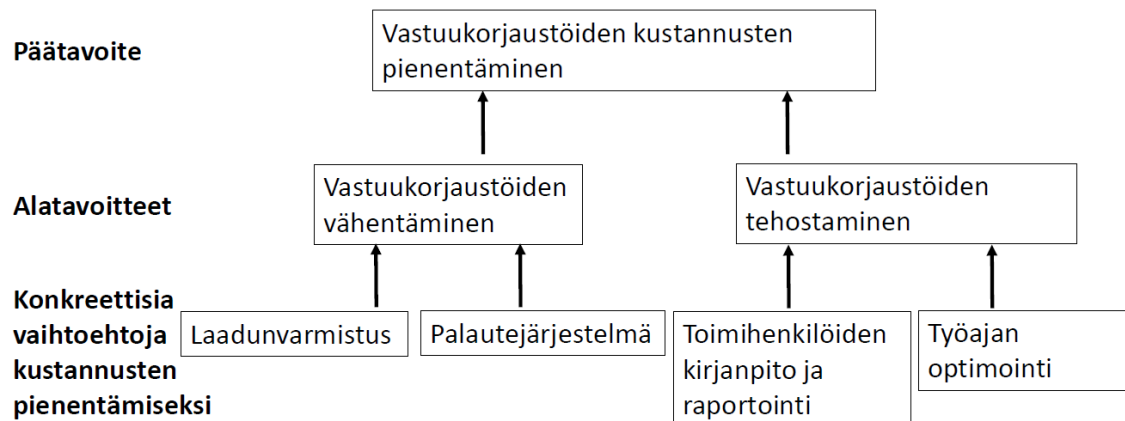 Päätavoite
Vastuukorjaustöiden kustannusten
pienentäminen
Alatavoitteet
Vastuukorjaustöiden
vähentäminen
Vastuukorjaustöiden
tehostaminen
Konkreettisia
vaihtoehtoja
kustannusten
pienentämiseksi
Laadunvarmistus
Palautejärjestelmä
Toimihenkilöiden
kirjanpito ja
raportointi
Työajan
optimointi